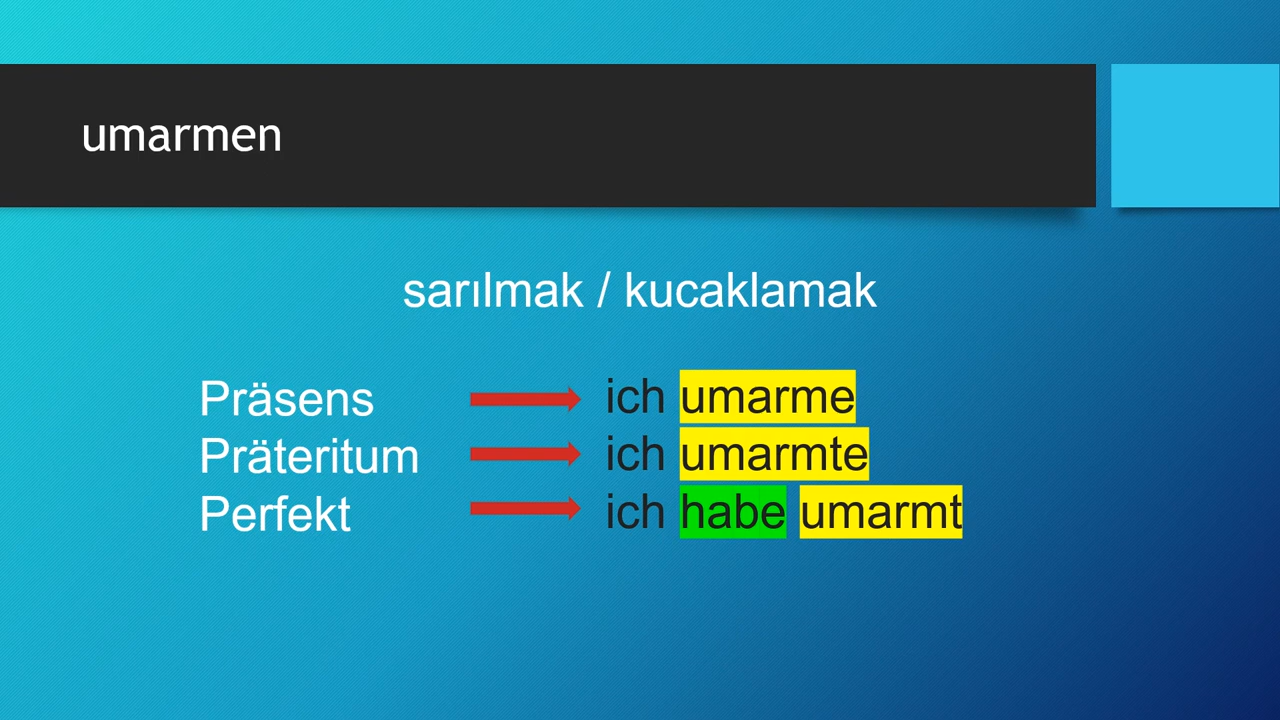 umarmen
sarılmak / kucaklamak
Präsens ich umarme
Präteritum ich umarmte
Perfekt ich habe umarmt